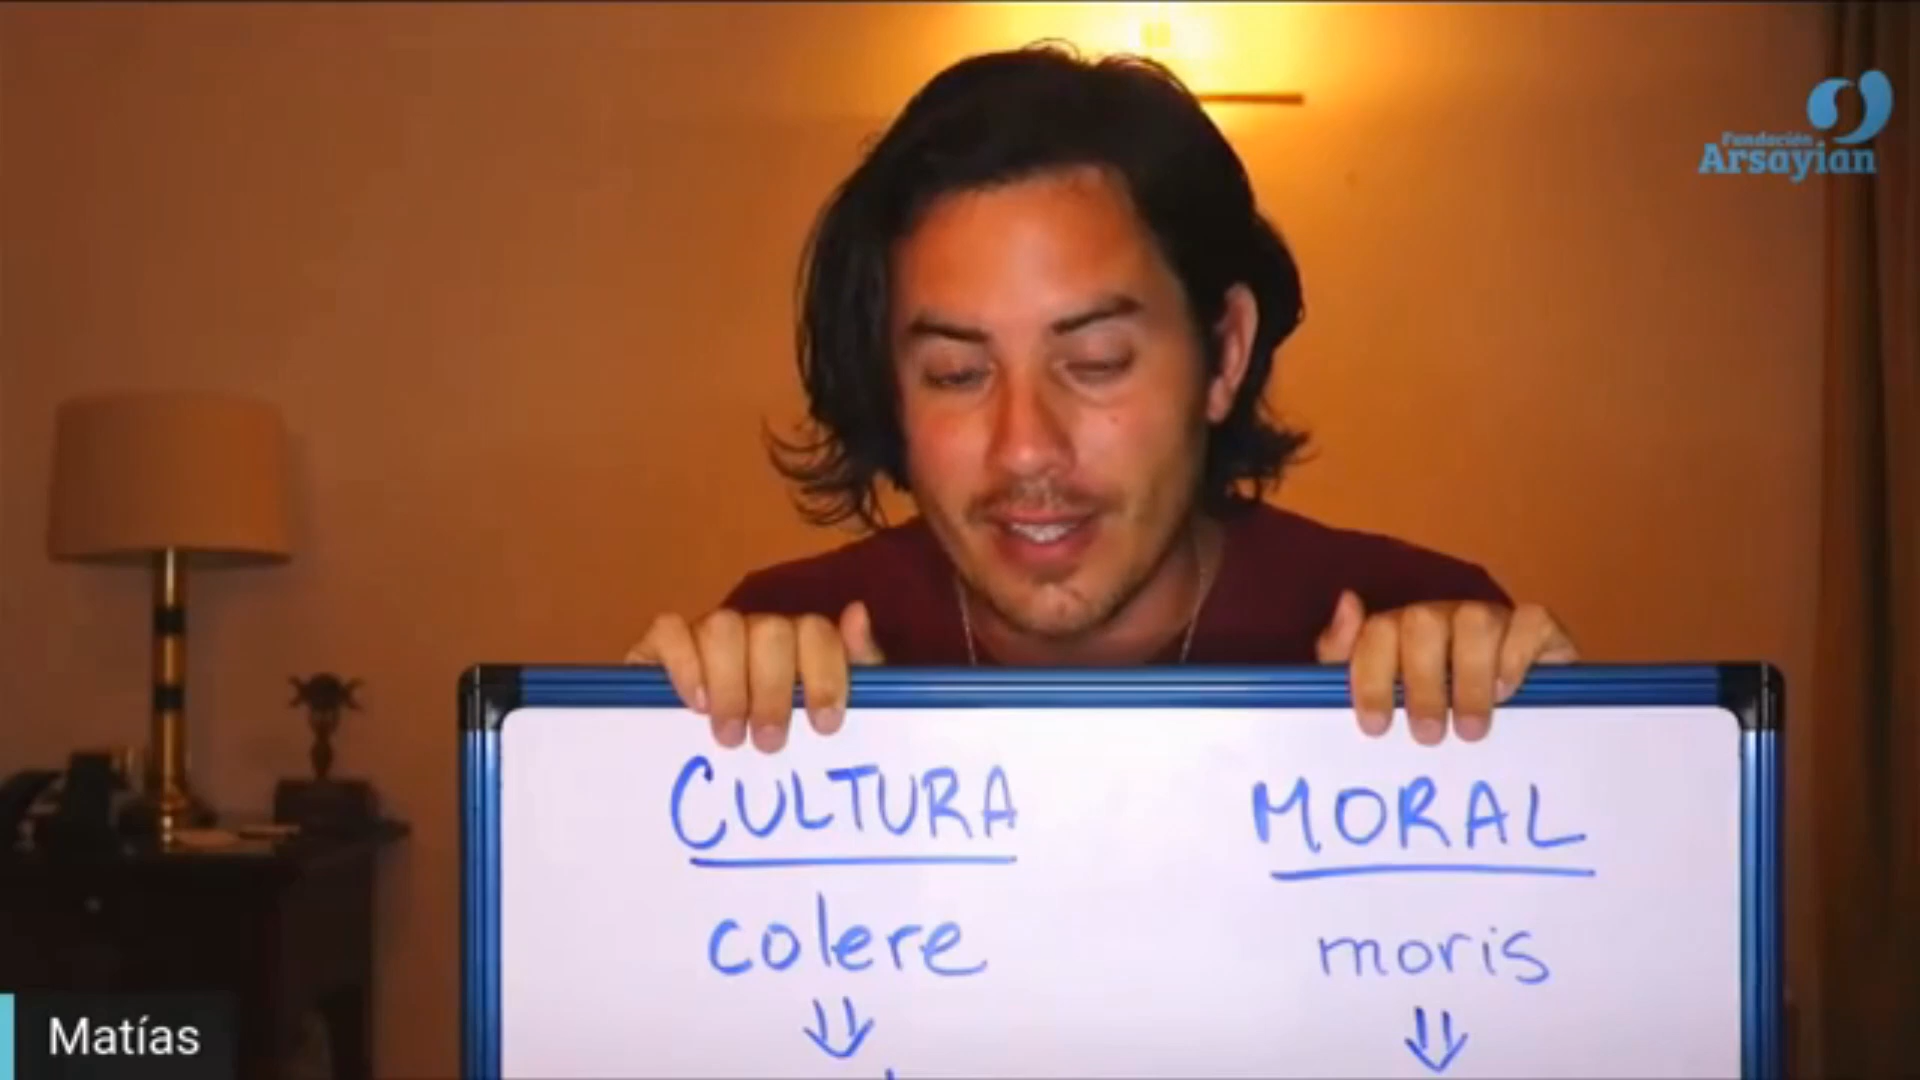 Fundación
Arsayian
CULTURA
MORAL
colere
moris
Matías